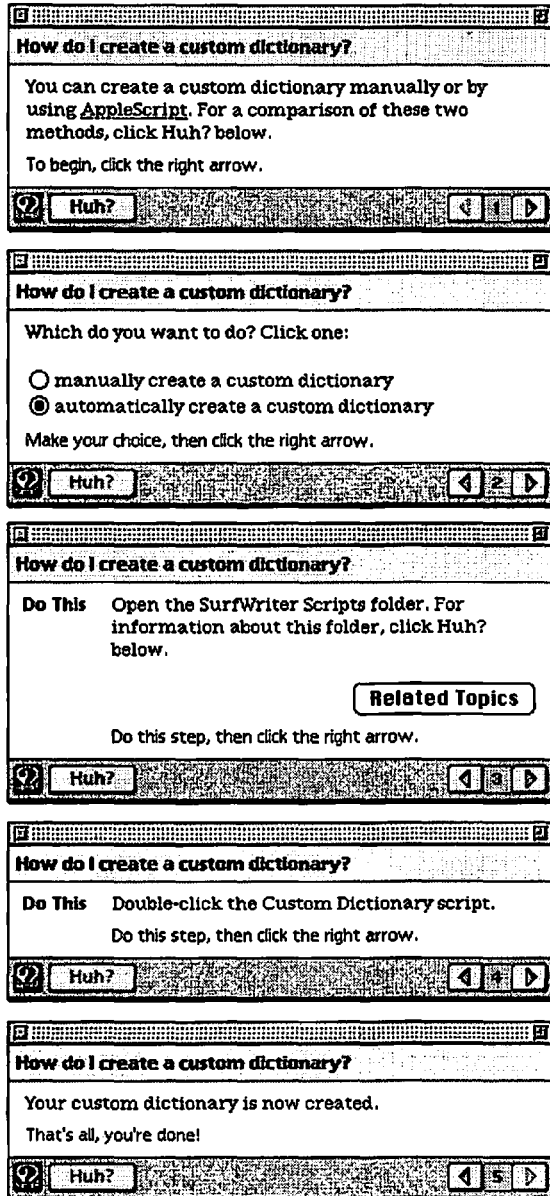 How do I create a custom dictionary?
You can create a custom dictionary manually or by
using AppleScript. For a comparison of these two
methods, click Huh? below.
To begin, click the right arrow.
Huh? 1
How do I create a custom dictionary?
Which do you want to do? Click one:
manually create a custom dictionary
automatically create a custom dictionary
Make your choice, then click the right arrow.
Huh? 2
How do I create a custom dictionary?
Do This Open the SurfWriter Scripts folder. For
information about this folder, click Huh?
below.
Related Topics
Do this step, then click the right arrow.
Huh? 3
How do I create a custom dictionary?
Do This Double-click the Custom Dictionary script.
Do this step, then click the right arrow.
Huh? 4
How do I create a custom dictionary?
Your custom dictionary is now created.
That's all, you're done!
Huh? 5